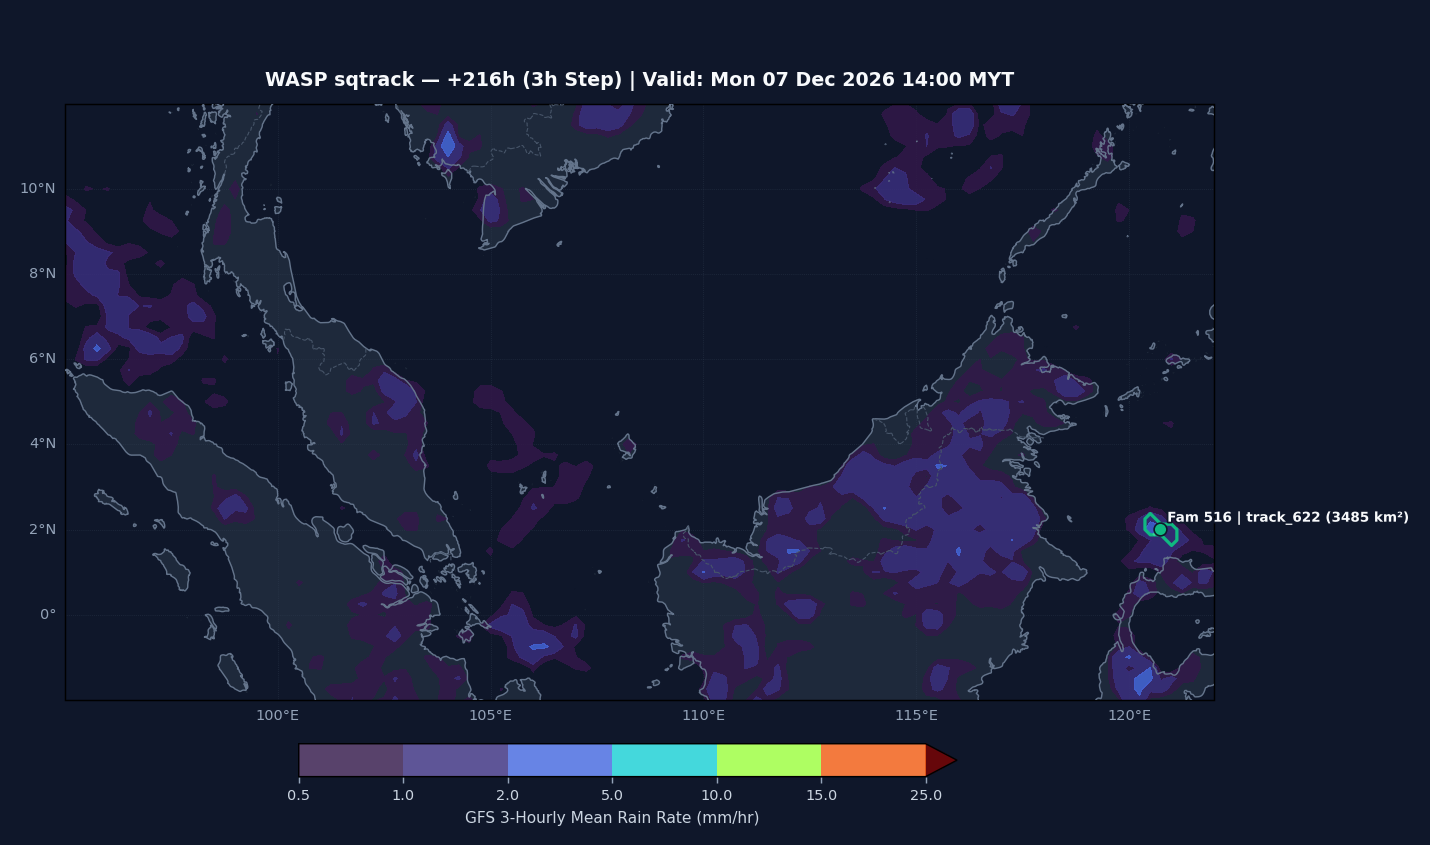 WASP sqtrack — +216h (3h Step) | Valid: Mon 07 Dec 2026 14:00 MYT
10°N
8°N
6°N
4°N
2°N
0°
Fam 516 | track_622 (3485 km²)
100°E
105°E
110°E
115°E
120°E
0.5
1.0
2.0
5.0
10.0
15.0
25.0
GFS 3-Hourly Mean Rain Rate (mm/hr)